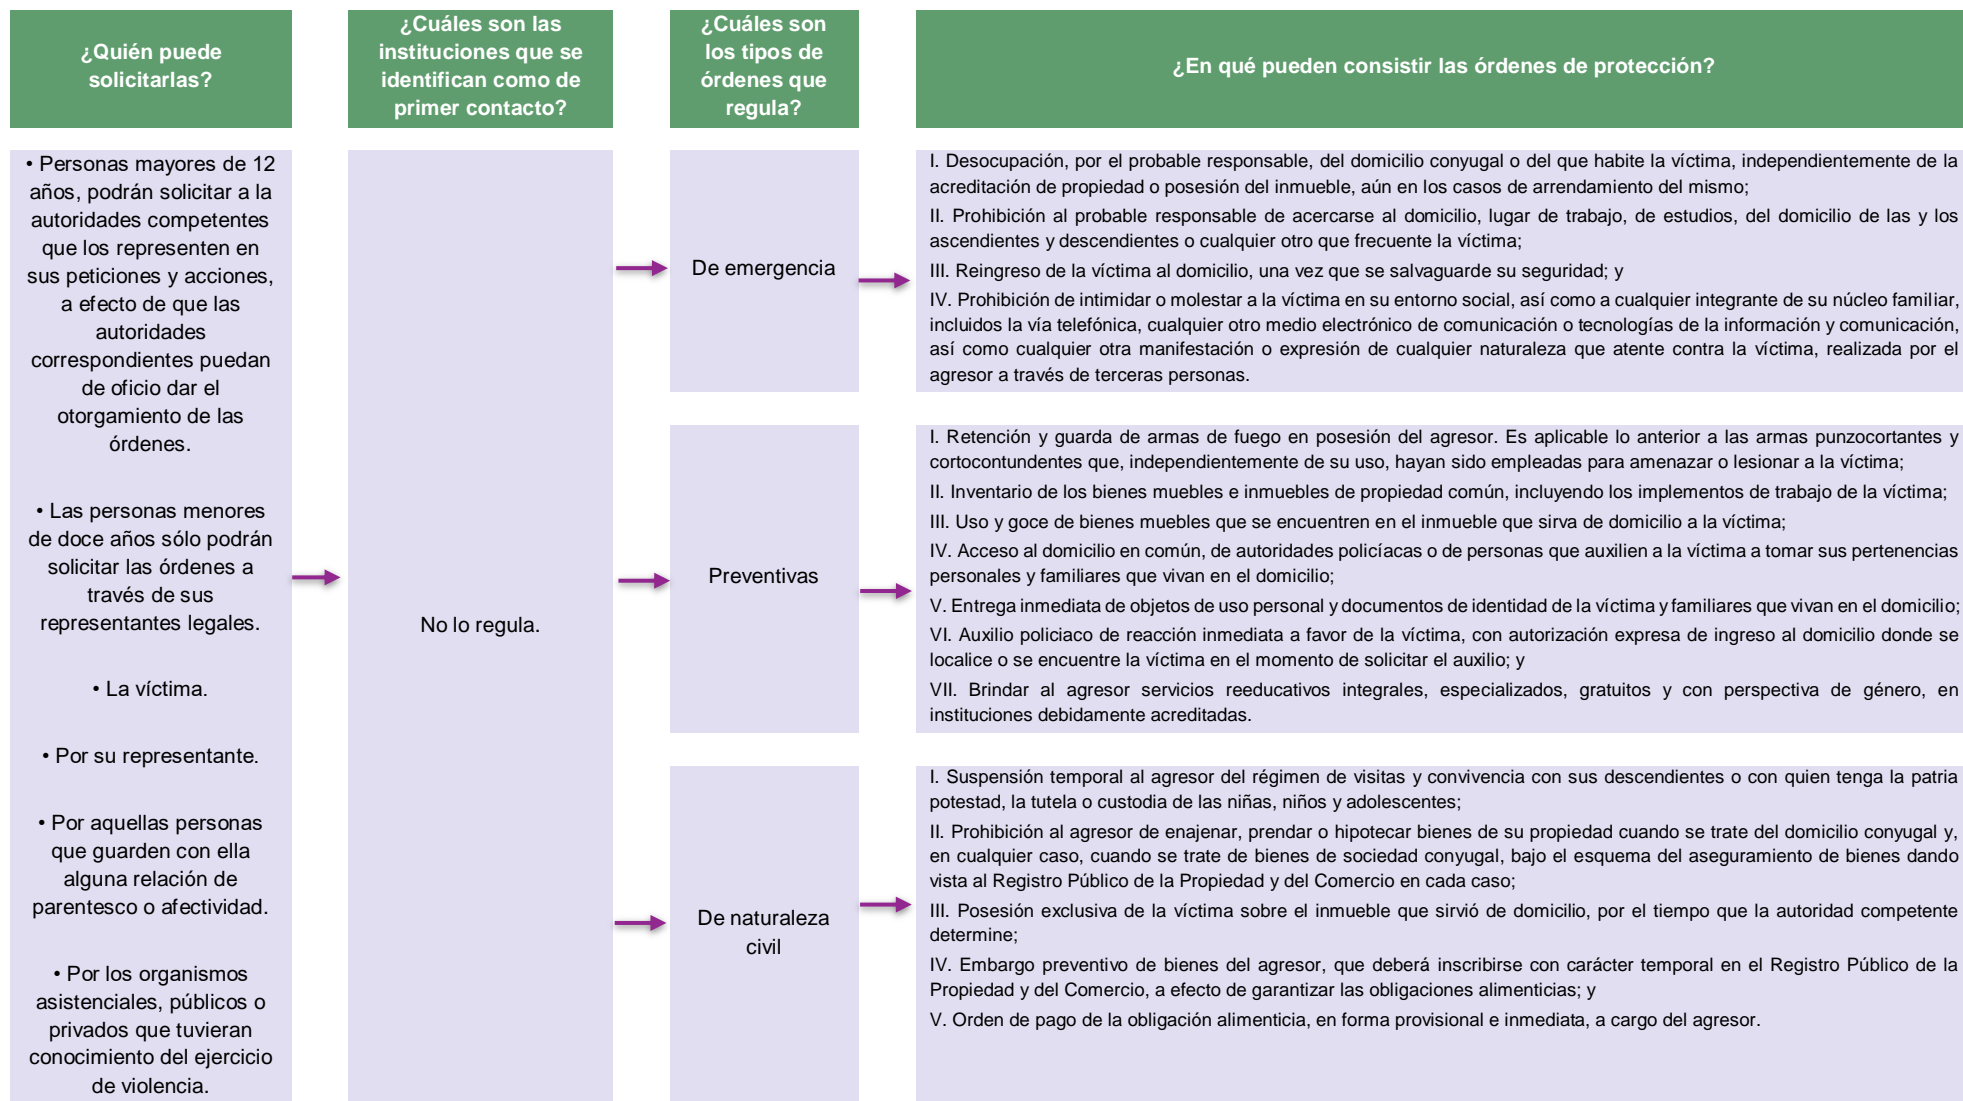 ¿Quién puede
solicitarlas?
¿Cuáles son las
instituciones que se
identifican como de
primer contacto?
¿Cuáles son
los tipos de
órdenes que
regula?
¿En qué pueden consistir las órdenes de protección?
• Personas mayores de 12
años, podrán solicitar a la
autoridades competentes
que los representen en
sus peticiones y acciones,
a efecto de que las
autoridades
correspondientes puedan
de oficio dar el
otorgamiento de las
órdenes.
• Las personas menores
de doce años sólo podrán
solicitar las órdenes a
través de sus
representantes legales.
• La víctima.
• Por su representante.
• Por aquellas personas
que guarden con ella
alguna relación de
parentesco o afectividad.
• Por los organismos
asistenciales, públicos o
privados que tuvieran
conocimiento del ejercicio
de violencia.
No lo regula.
De emergencia
I. Desocupación, por el probable responsable, del domicilio conyugal o del que habite la víctima, independientemente de la
acreditación de propiedad o posesión del inmueble, aún en los casos de arrendamiento del mismo;
II. Prohibición al probable responsable de acercarse al domicilio, lugar de trabajo, de estudios, del domicilio de las y los
ascendientes y descendientes o cualquier otro que frecuente la víctima;
III. Reingreso de la víctima al domicilio, una vez que se salvaguarde su seguridad; y
IV. Prohibición de intimidar o molestar a la víctima en su entorno social, así como a cualquier integrante de su núcleo familiar,
incluidos la vía telefónica, cualquier otro medio electrónico de comunicación o tecnologías de la información y comunicación,
así como cualquier otra manifestación o expresión de cualquier naturaleza que atente contra la víctima, realizada por el
agresor a través de terceras personas.
Preventivas
I. Retención y guarda de armas de fuego en posesión del agresor. Es aplicable lo anterior a las armas punzocortantes y
cortocontundentes que, independientemente de su uso, hayan sido empleadas para amenazar o lesionar a la víctima;
II. Inventario de los bienes muebles e inmuebles de propiedad común, incluyendo los implementos de trabajo de la víctima;
III. Uso y goce de bienes muebles que se encuentren en el inmueble que sirva de domicilio a la víctima;
IV. Acceso al domicilio en común, de autoridades policíacas o de personas que auxilien a la víctima a tomar sus pertenencias
personales y familiares que vivan en el domicilio;
V. Entrega inmediata de objetos de uso personal y documentos de identidad de la víctima y familiares que vivan en el domicilio;
VI. Auxilio policiaco de reacción inmediata a favor de la víctima, con autorización expresa de ingreso al domicilio donde se
localice o se encuentre la víctima en el momento de solicitar el auxilio; y
VII. Brindar al agresor servicios reeducativos integrales, especializados, gratuitos y con perspectiva de género, en
instituciones debidamente acreditadas.
De naturaleza
civil
I. Suspensión temporal al agresor del régimen de visitas y convivencia con sus descendientes o con quien tenga la patria
potestad, la tutela o custodia de las niñas, niños y adolescentes;
II. Prohibición al agresor de enajenar, prendar o hipotecar bienes de su propiedad cuando se trate del domicilio conyugal y,
en cualquier caso, cuando se trate de bienes de sociedad conyugal, bajo el esquema del aseguramiento de bienes dando
vista al Registro Público de la Propiedad y del Comercio en cada caso;
III. Posesión exclusiva de la víctima sobre el inmueble que sirvió de domicilio, por el tiempo que la autoridad competente
determine;
IV. Embargo preventivo de bienes del agresor, que deberá inscribirse con carácter temporal en el Registro Público de la
Propiedad y del Comercio, a efecto de garantizar las obligaciones alimenticias; y
V. Orden de pago de la obligación alimenticia, en forma provisional e inmediata, a cargo del agresor.